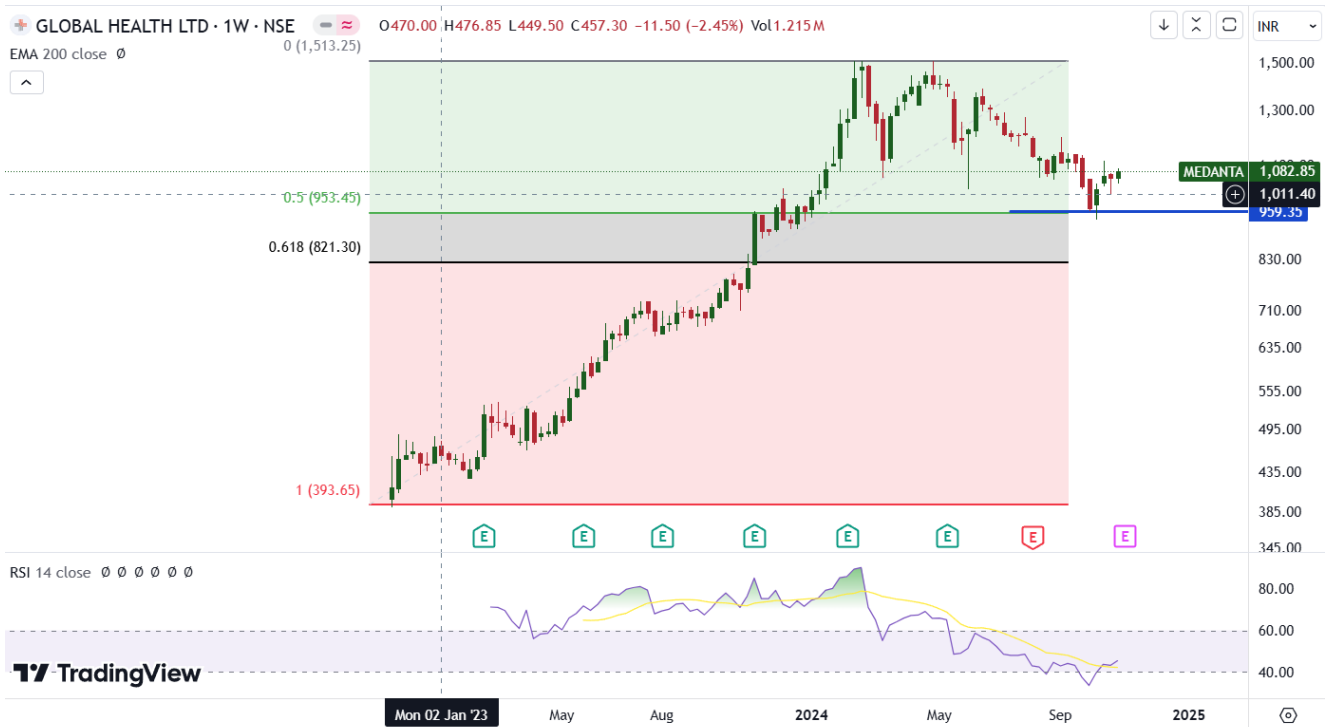 GLOBAL HEALTH LTD · 1W · NSE O470.00 H476.85 L449.50 C457.30 −11.50 (−2.45%) Vol1.215 M
INR
EMA 200 close Ø
0 (1,513.25)
0.5 (953.45)
0.618 (821.30)
1 (393.65)
1,500.00
1,300.00
MEDANTA 1,082.85
1,011.40
959.35
830.00
710.00
635.00
555.00
495.00
435.00
385.00
345.00
E E E E E E E E
RSI 14 close Ø Ø Ø Ø Ø Ø
80.00
60.00
40.00
TradingView
Mon 02 Jan '23 May Aug 2024 May Sep 2025